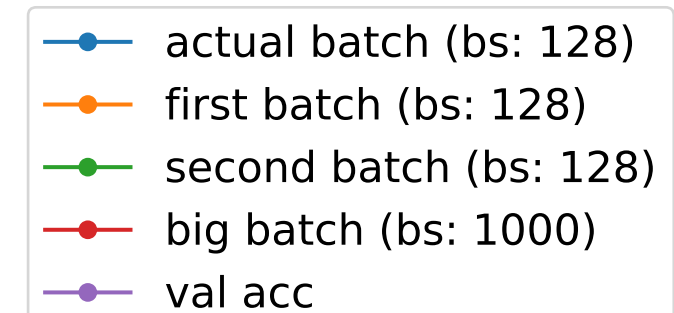 actual batch (bs: 128)
first batch (bs: 128)
second batch (bs: 128)
big batch (bs: 1000)
val acc